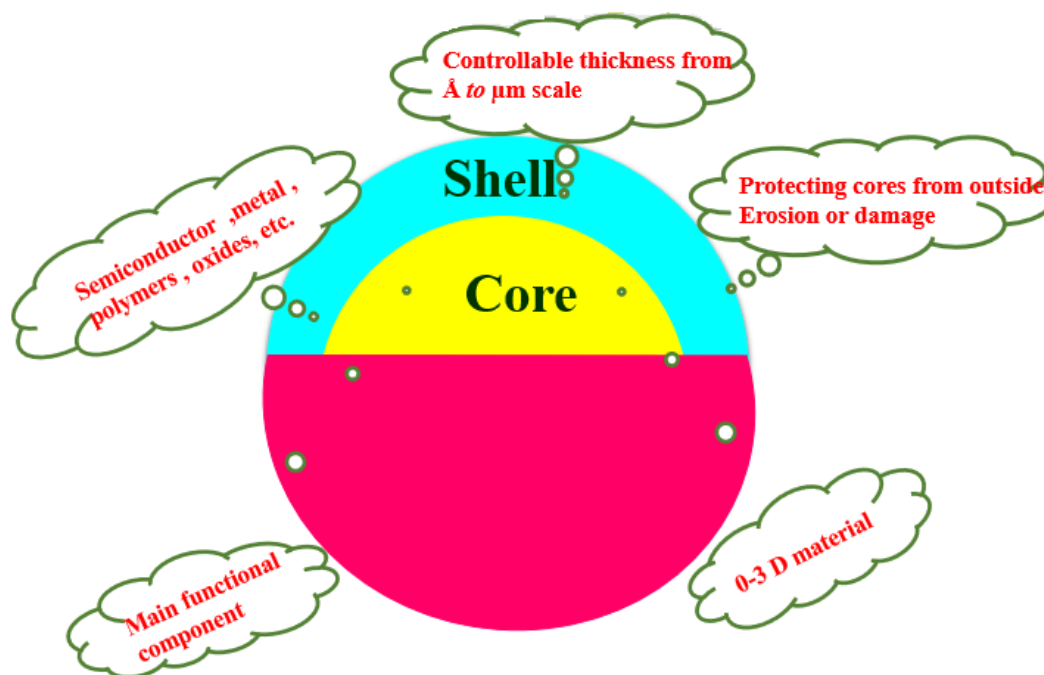 Controllable thickness from
Å to µm scale
Shell
Protecting cores from outside
Erosion or damage
Semiconductor ,metal ,
polymers , oxides, etc.
Core
0-3 D material
Main functional
component